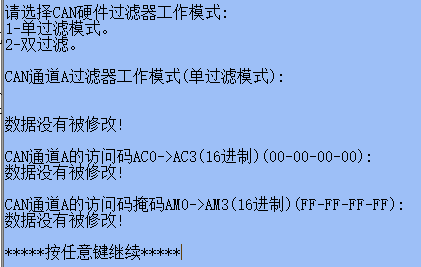 请选择CAN硬件过滤器工作模式:
1-单过滤模式。
2-双过滤。
CAN通道A过滤器工作模式(单过滤模式):
数据没有被修改!
CAN通道A的访问码AC0->AC3(16进制)(00-00-00-00):
数据没有被修改!
CAN通道A的访问码掩码AM0->AM3(16进制)(FF-FF-FF-FF):
数据没有被修改!
*****按任意键继续*****